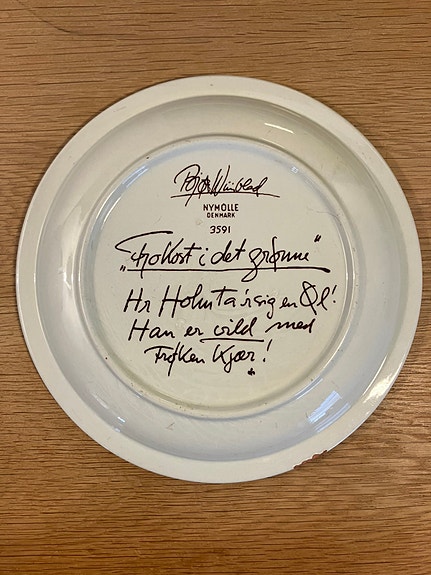 Bjørn Wiinblad
NYMOLLE
DENMARK
3591
"Frokost i det grønne"
Hr Holm ta'r sig en Øl!
Han er vild med
Frøken Kjær!